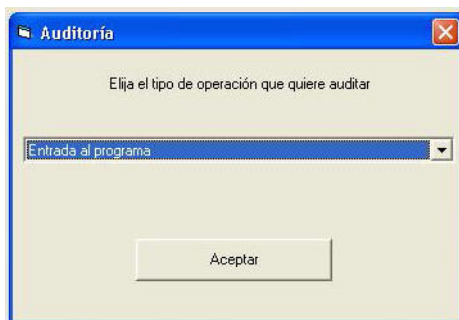 Auditoría
Elija el tipo de operación que quiere auditar
Entrada al programa
Aceptar